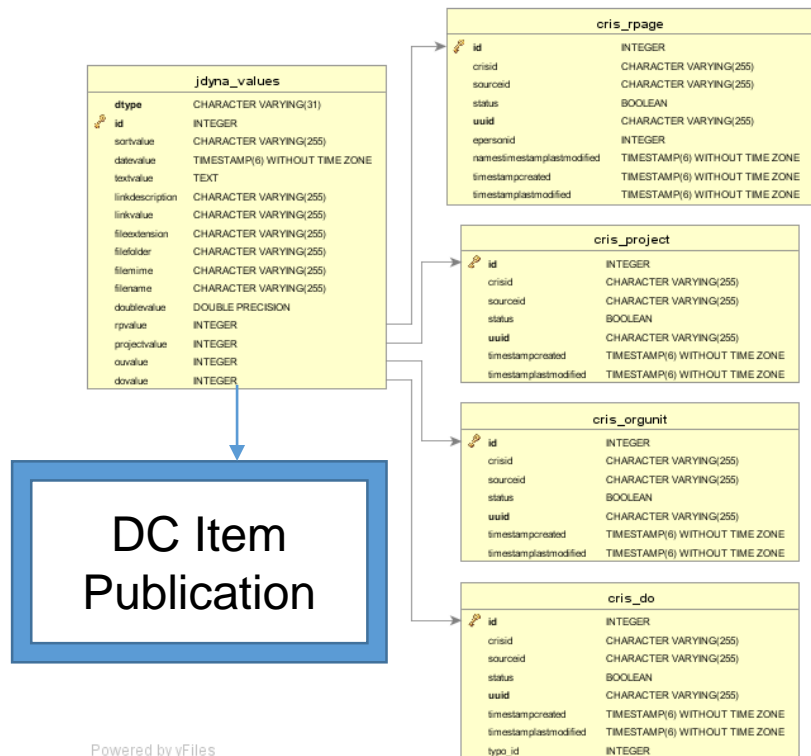 jdyna_values
dtype CHARACTER VARYING(31)
id INTEGER
sortvalue CHARACTER VARYING(255)
datevalue TIMESTAMP(6) WITHOUT TIME ZONE
textvalue TEXT
linkdescription CHARACTER VARYING(255)
linkvalue CHARACTER VARYING(255)
fileextension CHARACTER VARYING(255)
filefolder CHARACTER VARYING(255)
filemime CHARACTER VARYING(255)
filename CHARACTER VARYING(255)
doublevalue DOUBLE PRECISION
rpvalue INTEGER
projectvalue INTEGER
ouvalue INTEGER
dovalue INTEGER
DC Item
Publication
Powered by yFiles
cris_rpage
id INTEGER
crisid CHARACTER VARYING(255)
sourceid CHARACTER VARYING(255)
status BOOLEAN
uuid CHARACTER VARYING(255)
epersonid INTEGER
namestimestamplastmodified TIMESTAMP(6) WITHOUT TIME ZONE
timestampcreated TIMESTAMP(6) WITHOUT TIME ZONE
timestamplastmodified TIMESTAMP(6) WITHOUT TIME ZONE
cris_project
id INTEGER
crisid CHARACTER VARYING(255)
sourceid CHARACTER VARYING(255)
status BOOLEAN
uuid CHARACTER VARYING(255)
timestampcreated TIMESTAMP(6) WITHOUT TIME ZONE
timestamplastmodified TIMESTAMP(6) WITHOUT TIME ZONE
cris_orgunit
id INTEGER
crisid CHARACTER VARYING(255)
sourceid CHARACTER VARYING(255)
status BOOLEAN
uuid CHARACTER VARYING(255)
timestampcreated TIMESTAMP(6) WITHOUT TIME ZONE
timestamplastmodified TIMESTAMP(6) WITHOUT TIME ZONE
cris_do
id INTEGER
crisid CHARACTER VARYING(255)
sourceid CHARACTER VARYING(255)
status BOOLEAN
uuid CHARACTER VARYING(255)
timestampcreated TIMESTAMP(6) WITHOUT TIME ZONE
timestamplastmodified TIMESTAMP(6) WITHOUT TIME ZONE
typo_id INTEGER